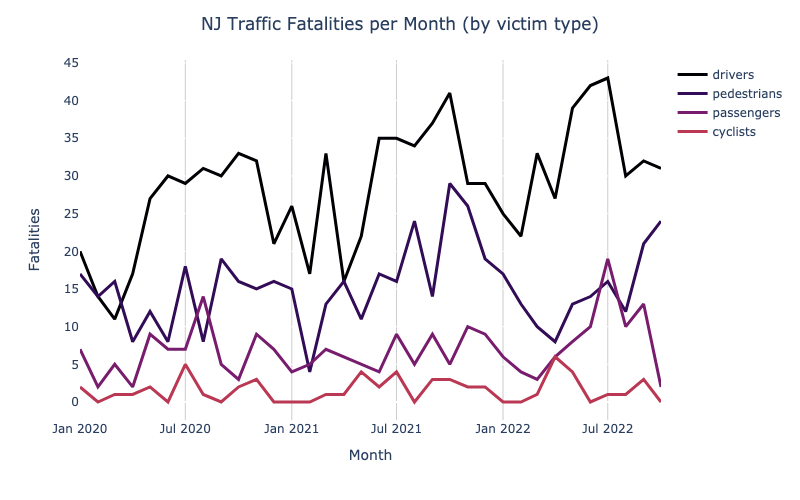 NJ Traffic Fatalities per Month (by victim type)
45
40
35
30
25
20
15
10
5
0
Fatalities
Jan 2020
Jul 2020
Jan 2021
Jul 2021
Jan 2022
Jul 2022
Month
drivers
pedestrians
passengers
cyclists